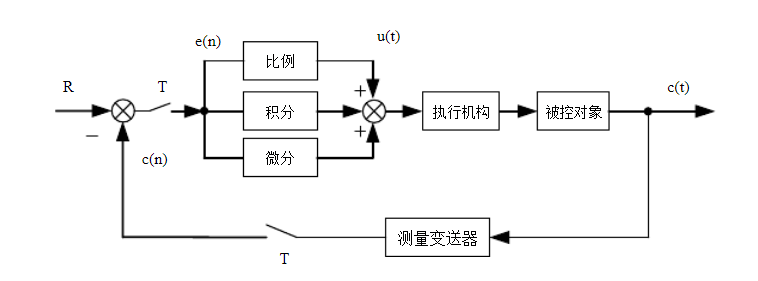 e(n)
u(t)
比例
R
T
c(t)
+
积分
执行机构
被控对象
−
+
c(n)
微分
测量变送器
T